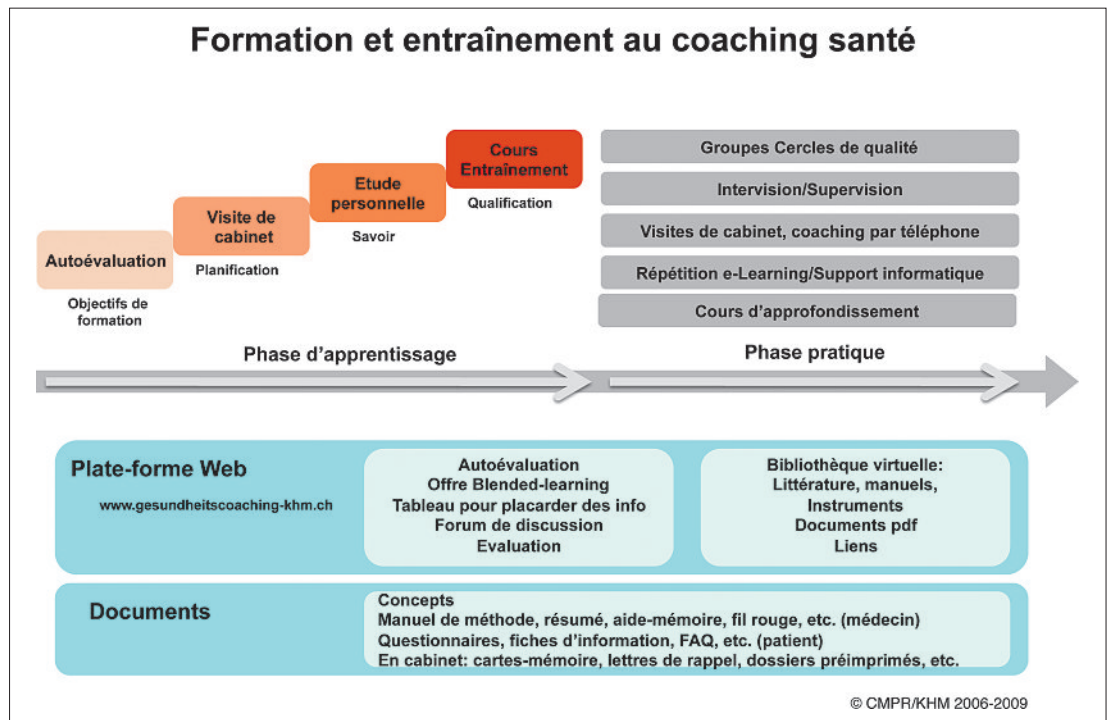 Formation et entraînement au coaching santé
Autoévaluation
Objectifs de
formation
Visite de
cabinet
Planification
Etude
personnelle
Savoir
Cours
Entraînement
Qualification
Groupes Cercles de qualité
Intervision/Supervision
Visites de cabinet, coaching par téléphone
Répétition e-Learning/Support informatique
Cours d'approfondissement
Phase d'apprentissage
Phase pratique
Plate-forme Web
www.gesundheitscoaching-khm.ch
Autoévaluation
Offre Blended-learning
Tableau pour placarder des info
Forum de discussion
Evaluation
Bibliothèque virtuelle:
Littérature, manuels,
Instruments
Documents pdf
Liens
Documents
Concepts
Manuel de méthode, résumé, aide-mémoire, fil rouge, etc. (médecin)
Questionnaires, fiches d'information, FAQ, etc. (patient)
En cabinet: cartes-mémoire, lettres de rappel, dossiers préimprimés, etc.
© CMPR/KHM 2006-2009